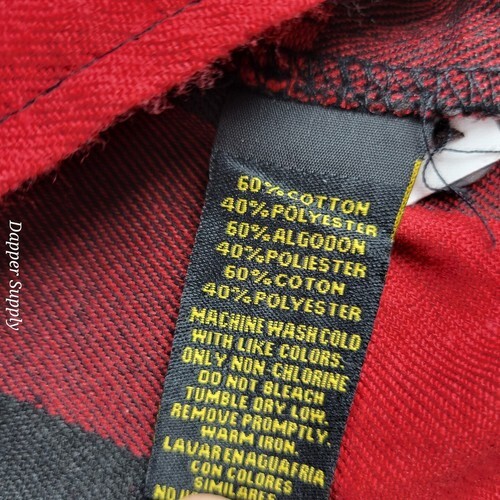 60% COTTON
40% POLYESTER
60% ALGODON
40% POLIESTER
60% COTON
40% POLYESTER
MACHINE WASH COLD
WITH LIKE COLORS.
ONLY NON CHLORINE
DO NOT BLEACH
TUMBLE DRY LOW.
REMOVE PROMPTLY.
WARM IRON.
LAVAR EN AGUA FRIA
CON COLORES
SIMILARES
Dapper Supply